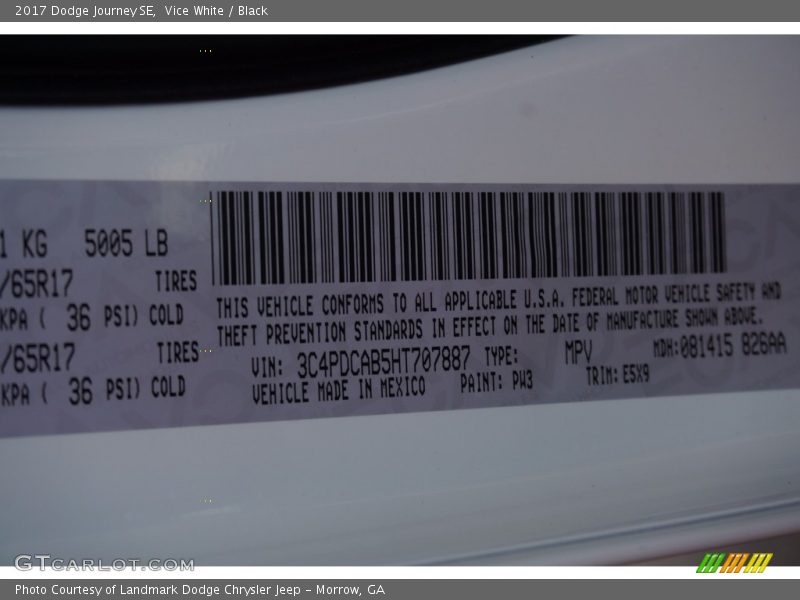 2017 Dodge Journey SE, Vice White / Black
1 KG 5005 LB
/65R17 TIRES
KPA ( 36 PSI) COLD
/65R17 TIRES
KPA ( 36 PSI) COLD
THIS VEHICLE CONFORMS TO ALL APPLICABLE U.S.A. FEDERAL MOTOR VEHICLE SAFETY AND
THEFT PREVENTION STANDARDS IN EFFECT ON THE DATE OF MANUFACTURE SHOWN ABOVE.
VIN: 3C4PDCAB5HT707887 TYPE: MPV MDH:081415 826AA
VEHICLE MADE IN MEXICO PAINT: PW3 TRIM: E5X9
GTCARLOT.COM
Photo Courtesy of Landmark Dodge Chrysler Jeep – Morrow, GA